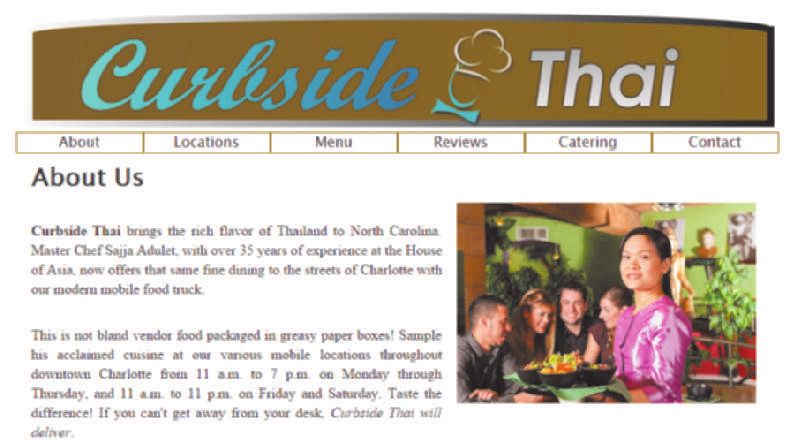 Curbside Thai
About Locations Menu Reviews Catering Contact
About Us
Curbside Thai brings the rich flavor of Thailand to North Carolina.
Master Chef Sajja Adulet, with over 35 years of experience at the House
of Asia, now offers that same fine dining to the streets of Charlotte with
our modern mobile food truck.
This is not bland vendor food packaged in greasy paper boxes! Sample
his acclaimed cuisine at our various mobile locations throughout
downtown Charlotte from 11 a.m. to 7 p.m. on Monday through
Thursday, and 11 a.m. to 11 p.m. on Friday and Saturday. Taste the
difference! If you can't get away from your desk, Curbside Thai will
deliver.